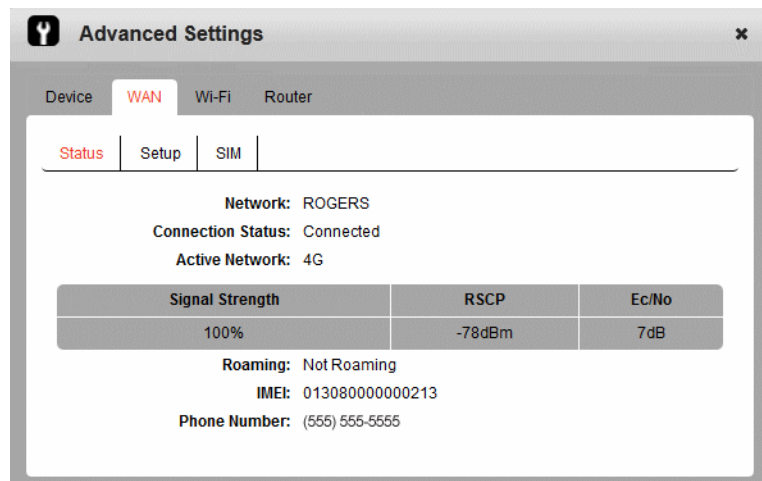 Advanced Settings
Device WAN Wi-Fi Router
Status Setup SIM
Network: ROGERS
Connection Status: Connected
Active Network: 4G
Signal Strength RSCP Ec/No
100% -78dBm 7dB
Roaming: Not Roaming
IMEI: 013080000000213
Phone Number: (555) 555-5555